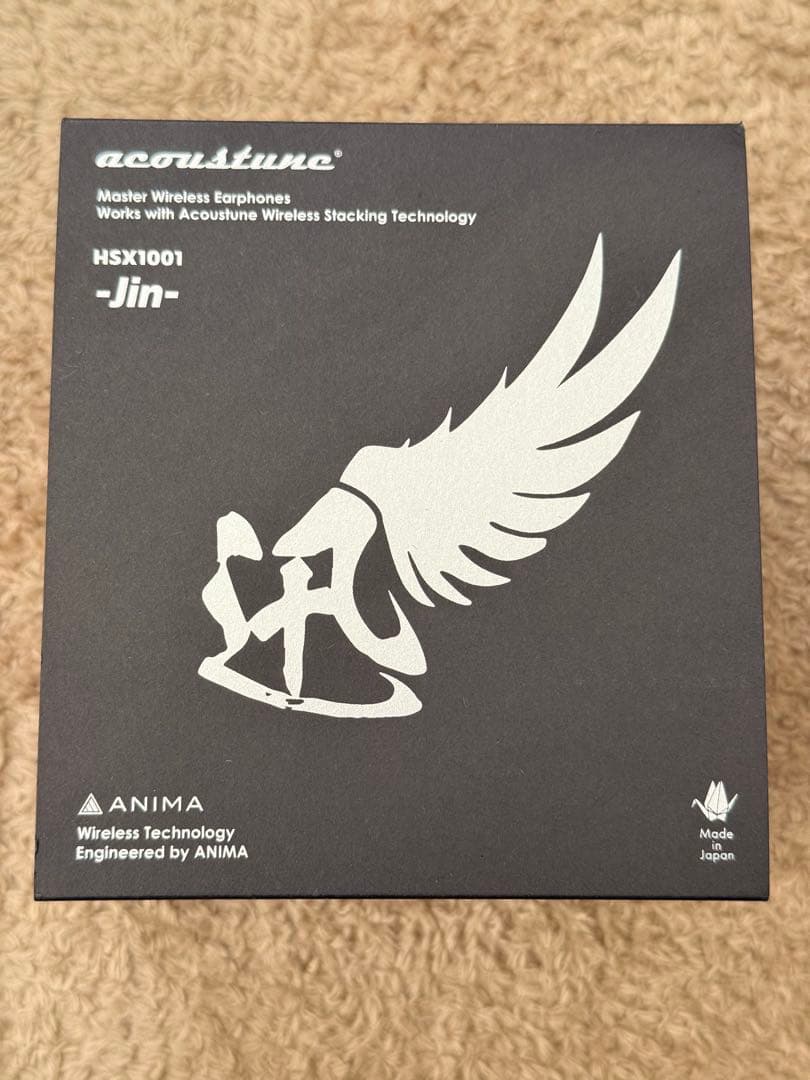 acoustune®
Master Wireless Earphones
Works with Acoustune Wireless Stacking Technology
HSX1001
-Jin-
迅
ANIMA
Wireless Technology
Engineered by ANIMA
Made
in
Japan